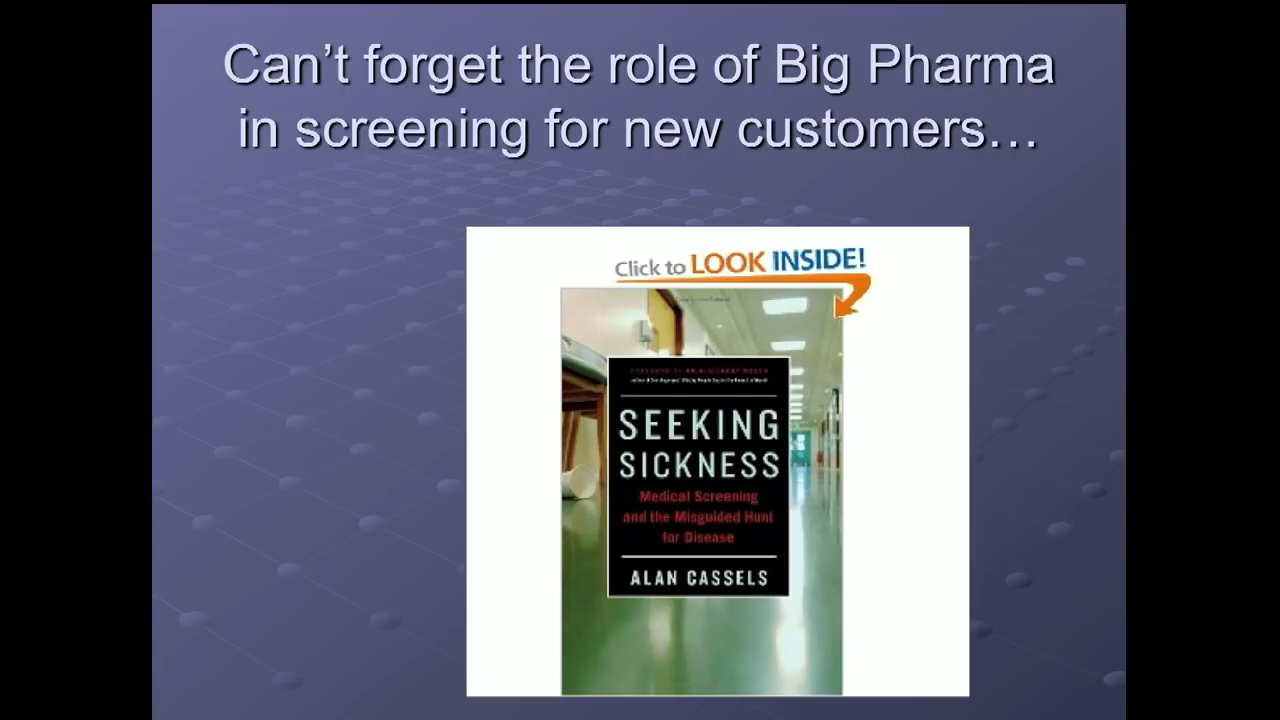 Can't forget the role of Big Pharma
in screening for new customers…
Click to LOOK INSIDE!
SEEKING
SICKNESS
Medical Screening
and the Misguided Hunt
for Disease
ALAN CASSELS